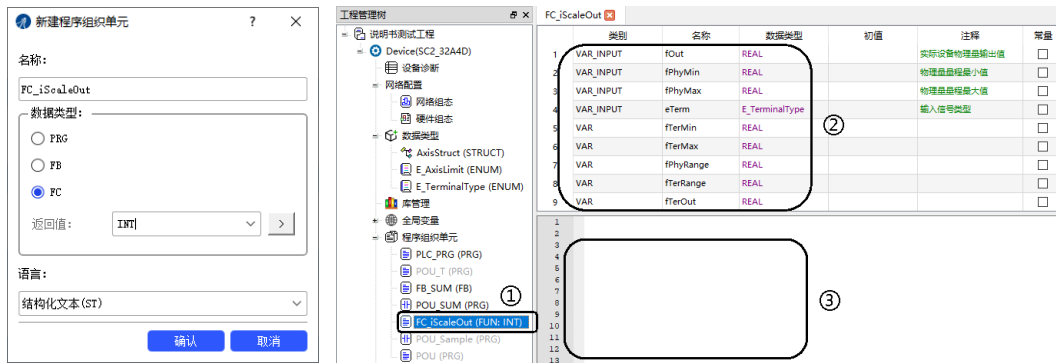 新建程序组织单元
?
×
名称:
FC_iScaleOut
数据类型:
PRG
FB
FC
返回值:
INT
>
语言:
结构化文本(ST)
确认
取消
工程管理树
说明书测试工程
Device(SC2_32A4D)
设备诊断
网络配置
网络组态
硬件组态
数据类型
AxisStruct (STRUCT)
E_AxisLimit (ENUM)
E_TerminalType (ENUM)
库管理
全局变量
程序组织单元
PLC_PRG (PRG)
POU_T (PRG)
FB_SUM (FB)
POU_SUM (PRG)
①
FC_iScaleOut (FUN: INT)
POU_Sample (PRG)
POU (PRG)
FC_iScaleOut
类别 名称 数据类型 初值 注释 常量
1 VAR_INPUT fOut REAL 实际设备物理量输出值
2 VAR_INPUT fPhyMin REAL 物理量量程最小值
3 VAR_INPUT fPhyMax REAL 物理量量程最大值
4 VAR_INPUT eTerm E_TerminalType 输入信号类型
②
5 VAR fTerMin REAL
6 VAR fTerMax REAL
7 VAR fPhyRange REAL
8 VAR fTerRange REAL
9 VAR fTerOut REAL
1
2
3
4
5
6
7
8
③
9
10
11
12
13